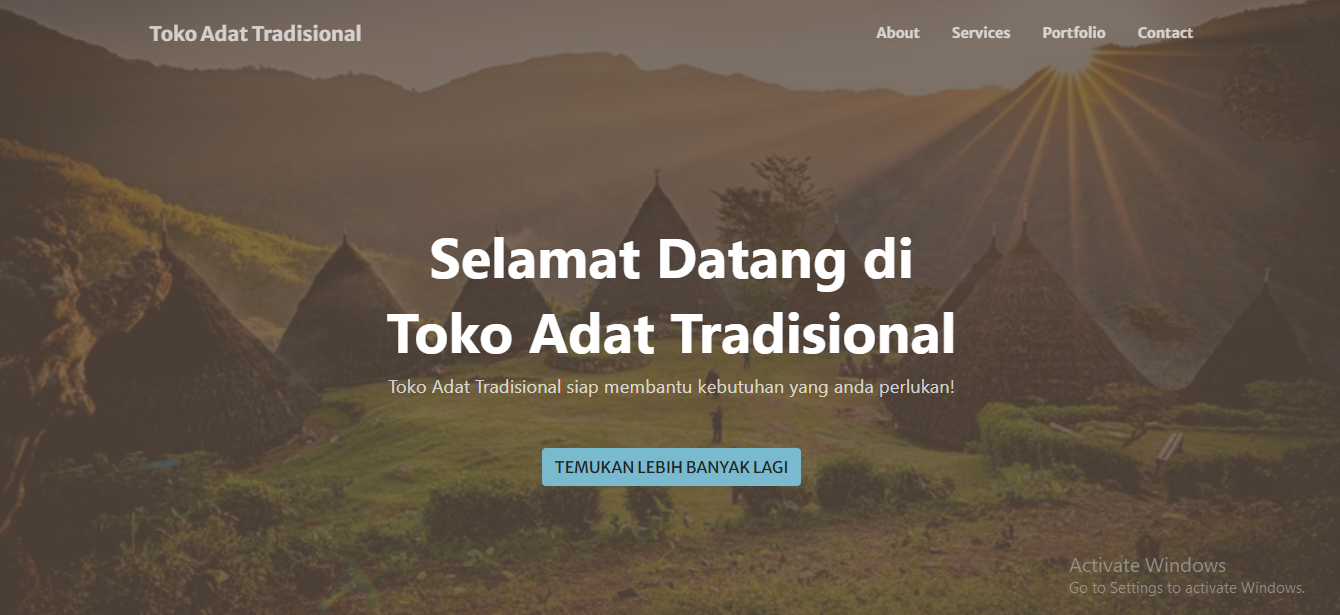 Toko Adat Tradisional
About Services Portfolio Contact
Selamat Datang di
Toko Adat Tradisional
Toko Adat Tradisional siap membantu kebutuhan yang anda perlukan!
TEMUKAN LEBIH BANYAK LAGI
Activate Windows
Go to Settings to activate Windows.